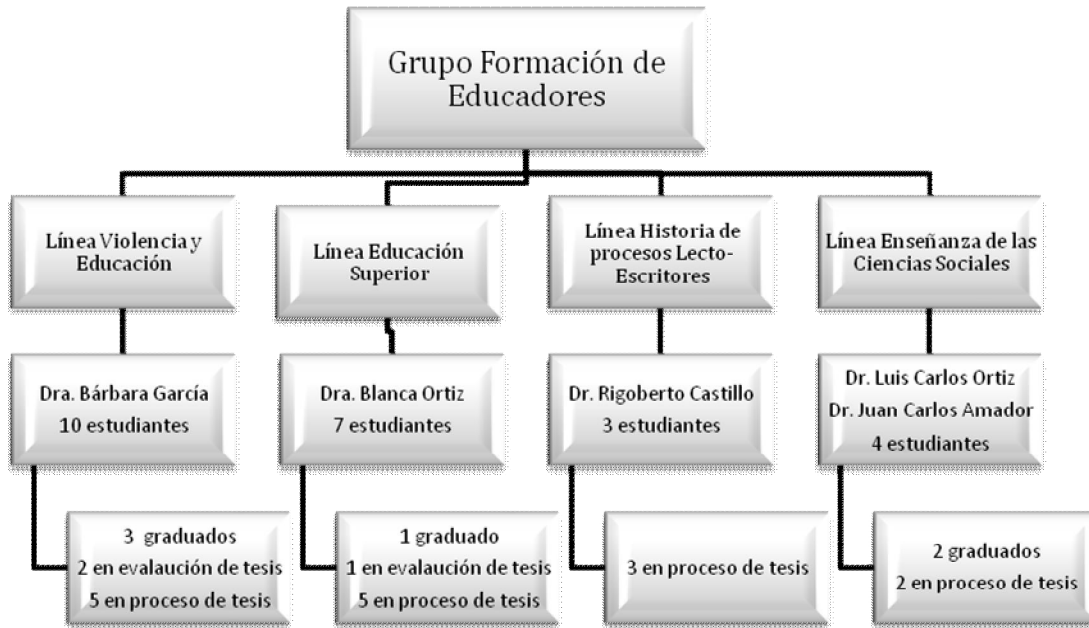 Grupo Formación de
Educadores
Línea Violencia y
Educación
Línea Educación
Superior
Línea Historia de
procesos Lecto-
Escritores
Línea Enseñanza de las
Ciencias Sociales
Dra. Bárbara García
10 estudiantes
Dra. Blanca Ortiz
7 estudiantes
Dr. Rigoberto Castillo
3 estudiantes
Dr. Luis Carlos Ortiz
Dr. Juan Carlos Amador
4 estudiantes
3 graduados
2 en evalaución de tesis
5 en proceso de tesis
1 graduado
1 en evalaución de tesis
5 en proceso de tesis
3 en proceso de tesis
2 graduados
2 en proceso de tesis